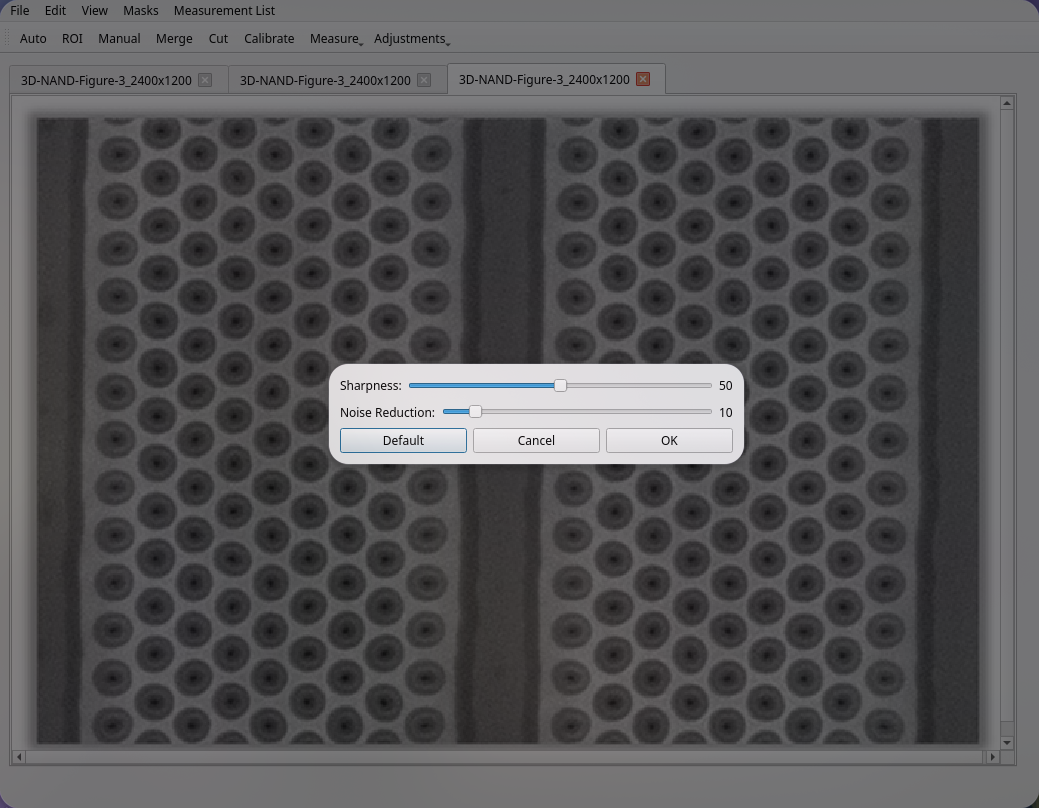 File Edit View Masks Measurement List
Auto ROI Manual Merge Cut Calibrate Measure Adjustments
3D-NAND-Figure-3_2400x1200 3D-NAND-Figure-3_2400x1200 3D-NAND-Figure-3_2400x1200
Sharpness: 50
Noise Reduction: 10
Default Cancel OK